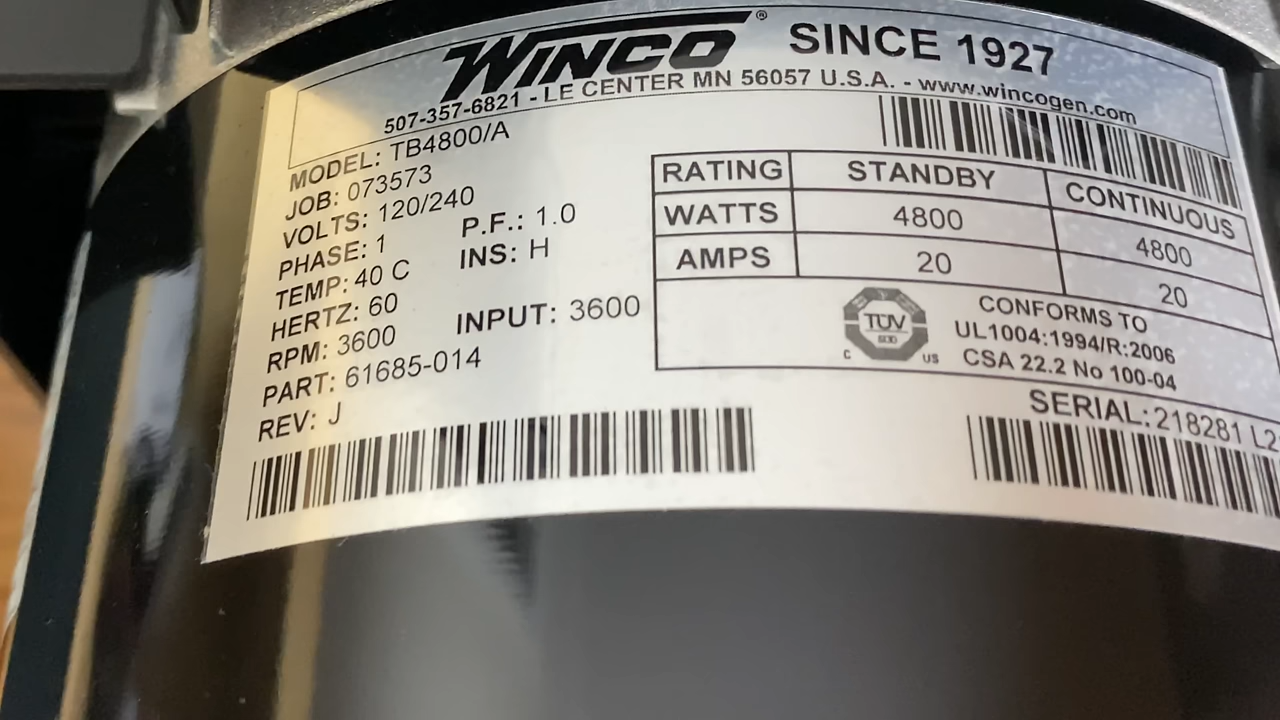 WINCO® SINCE 1927
507-357-6821 - LE CENTER MN 56057 U.S.A. - www.wincogen.com
MODEL: TB4800/A
JOB: 073573
VOLTS: 120/240
PHASE: 1 P.F.: 1.0
TEMP: 40 C INS: H
HERTZ: 60
RPM: 3600 INPUT: 3600
PART: 61685-014
REV: J
RATING STANDBY CONTINUOUS
WATTS 4800 4800
AMPS 20 20
TUV
C US
CONFORMS TO
UL1004:1994/R:2006
CSA 22.2 No 100-04
SERIAL: 218281 L2